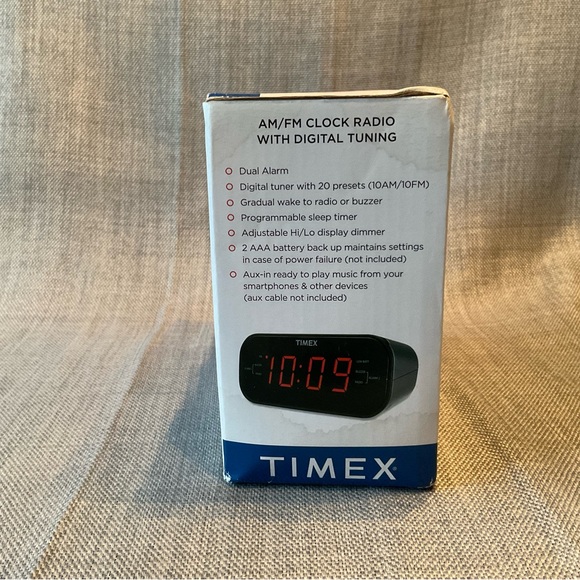 AM/FM CLOCK RADIO
WITH DIGITAL TUNING
Dual Alarm
Digital tuner with 20 presets (10AM/10FM)
Gradual wake to radio or buzzer
Programmable sleep timer
Adjustable Hi/Lo display dimmer
2 AAA battery back up maintains settings
in case of power failure (not included)
Aux-in ready to play music from your
smartphones & other devices
(aux cable not included)
TIMEX
10:09
TIMEX®